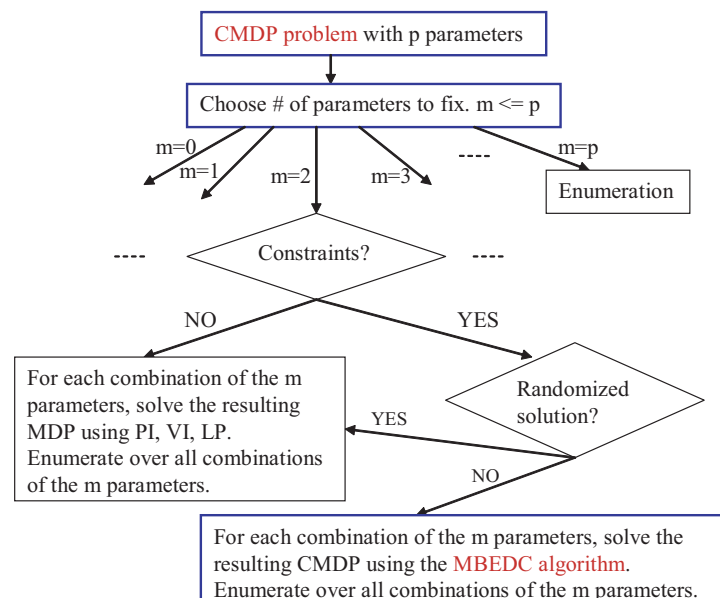 CMDP problem with p parameters
Choose # of parameters to fix. m <= p
m=0
m=1
m=2
m=3
----
m=p
Enumeration
----
Constraints?
----
NO
YES
For each combination of the m
parameters, solve the resulting
MDP using PI, VI, LP.
Enumerate over all combinations
of the m parameters.
Randomized
solution?
YES
NO
For each combination of the m parameters, solve the
resulting CMDP using the MBEDC algorithm.
Enumerate over all combinations of the m parameters.